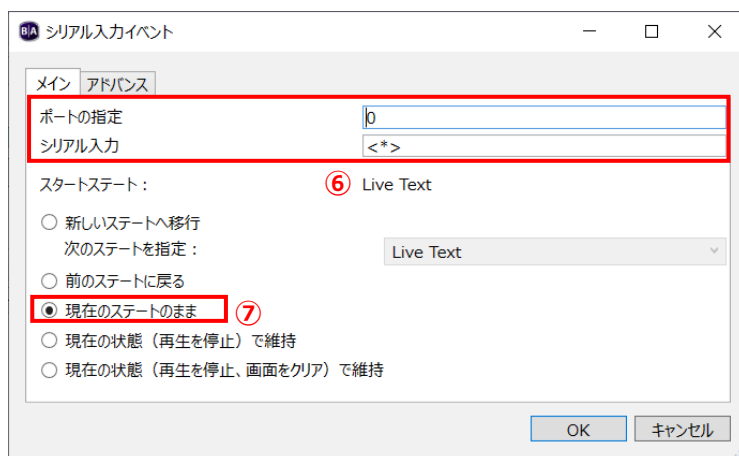 B A シリアル入力イベント
メイン アドバンス
ポートの指定 0
シリアル入力 <*>
スタートステート： ⑥ Live Text
新しいステートへ移行
次のステートを指定： Live Text
前のステートに戻る
現在のステートのまま ⑦
現在の状態（再生を停止）で維持
現在の状態（再生を停止、画面をクリア）で維持
OK キャンセル